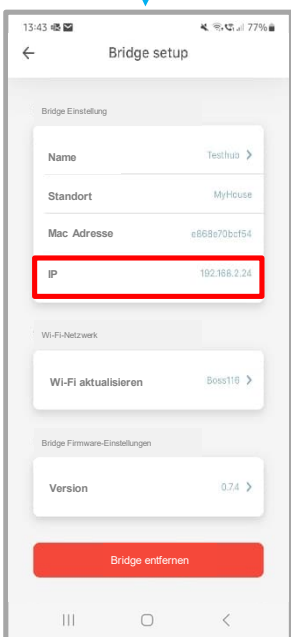 13:43 77%
Bridge setup
Bridge Einstellung
Name Testhub
Standort MyHouse
Mac Adresse e868e70bcf54
IP 192.168.2.24
Wi-Fi-Netzwerk
Wi-Fi aktualisieren Boss116
Bridge Firmware-Einstellungen
Version 0.7.4
Bridge entfernen